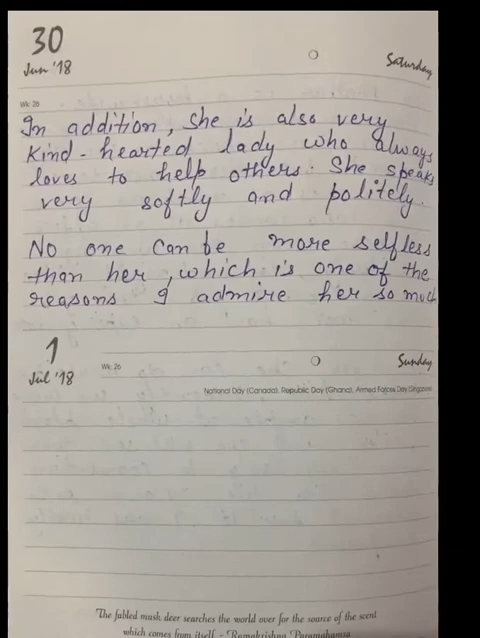 30
Jun '18
Saturday
Wk 26
In addition, she is also very
kind-hearted lady who always
loves to help others. She speaks
very softly and politely.
No one can be more selfless
than her, which is one of the
reasons I admire her so much
1
Jul '18
Wk 26
Sunday
National Day (Canada), Republic Day (Ghana), Armed Forces Day (Singapore)
The fabled musk deer searches the world over for the source of the scent
which comes from itself - Ramakrishna Paramahamsa